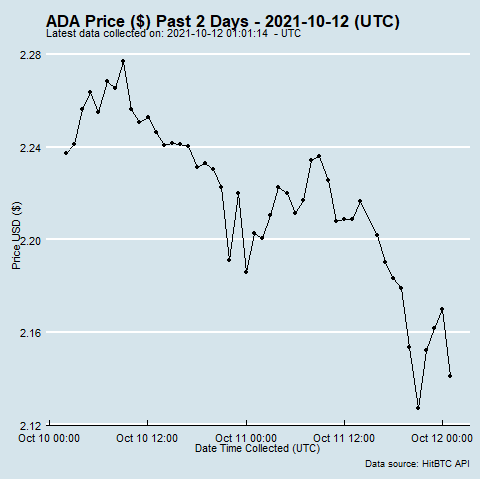 ADA Price ($) Past 2 Days - 2021-10-12 (UTC)
Latest data collected on: 2021-10-12 01:01:14 - UTC
2.28
2.24
2.20
2.16
2.12
Price USD ($)
Oct 10 00:00 Oct 10 12:00 Oct 11 00:00 Oct 11 12:00 Oct 12 00:00
Date Time Collected (UTC)
Data source: HitBTC API